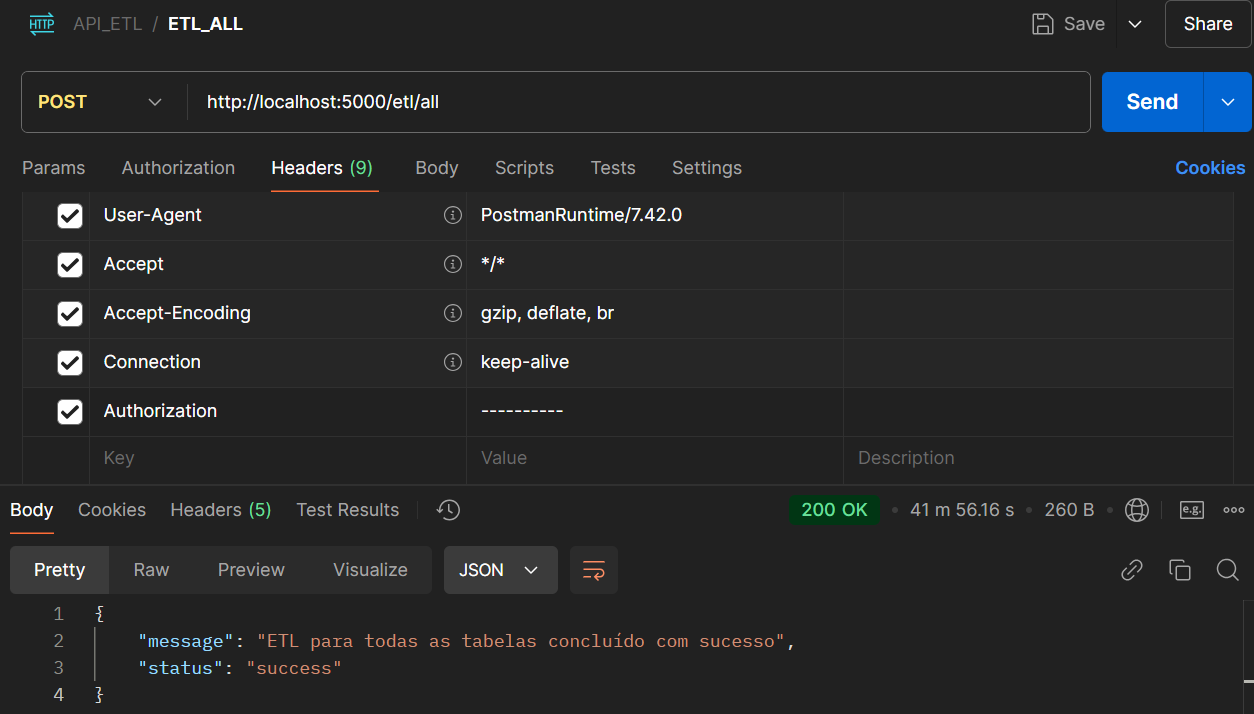 HTTP API_ETL / ETL_ALL Save Share
POST http://localhost:5000/etl/all Send
Params Authorization Headers (9) Body Scripts Tests Settings Cookies
User-Agent PostmanRuntime/7.42.0
Accept */*
Accept-Encoding gzip, deflate, br
Connection keep-alive
Authorization ----------
Key Value Description
Body Cookies Headers (5) Test Results 200 OK • 41 m 56.16 s • 260 B • e.g. ooo
Pretty Raw Preview Visualize JSON
1 {
2 "message": "ETL para todas as tabelas concluído com sucesso",
3 "status": "success"
4 }